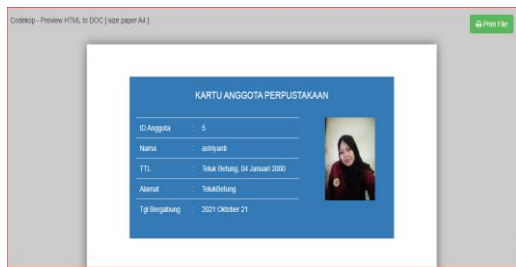 Codekop - Preview HTML to DOC [ size paper A4 ]
Print File
KARTU ANGGOTA PERPUSTAKAAN
ID Anggota : 5
Nama : astriyanti
TTL : Teluk Betung, 04 Januari 2000
Alamat : TelukBetung
Tgl Bergabung : 2021 Oktober 21